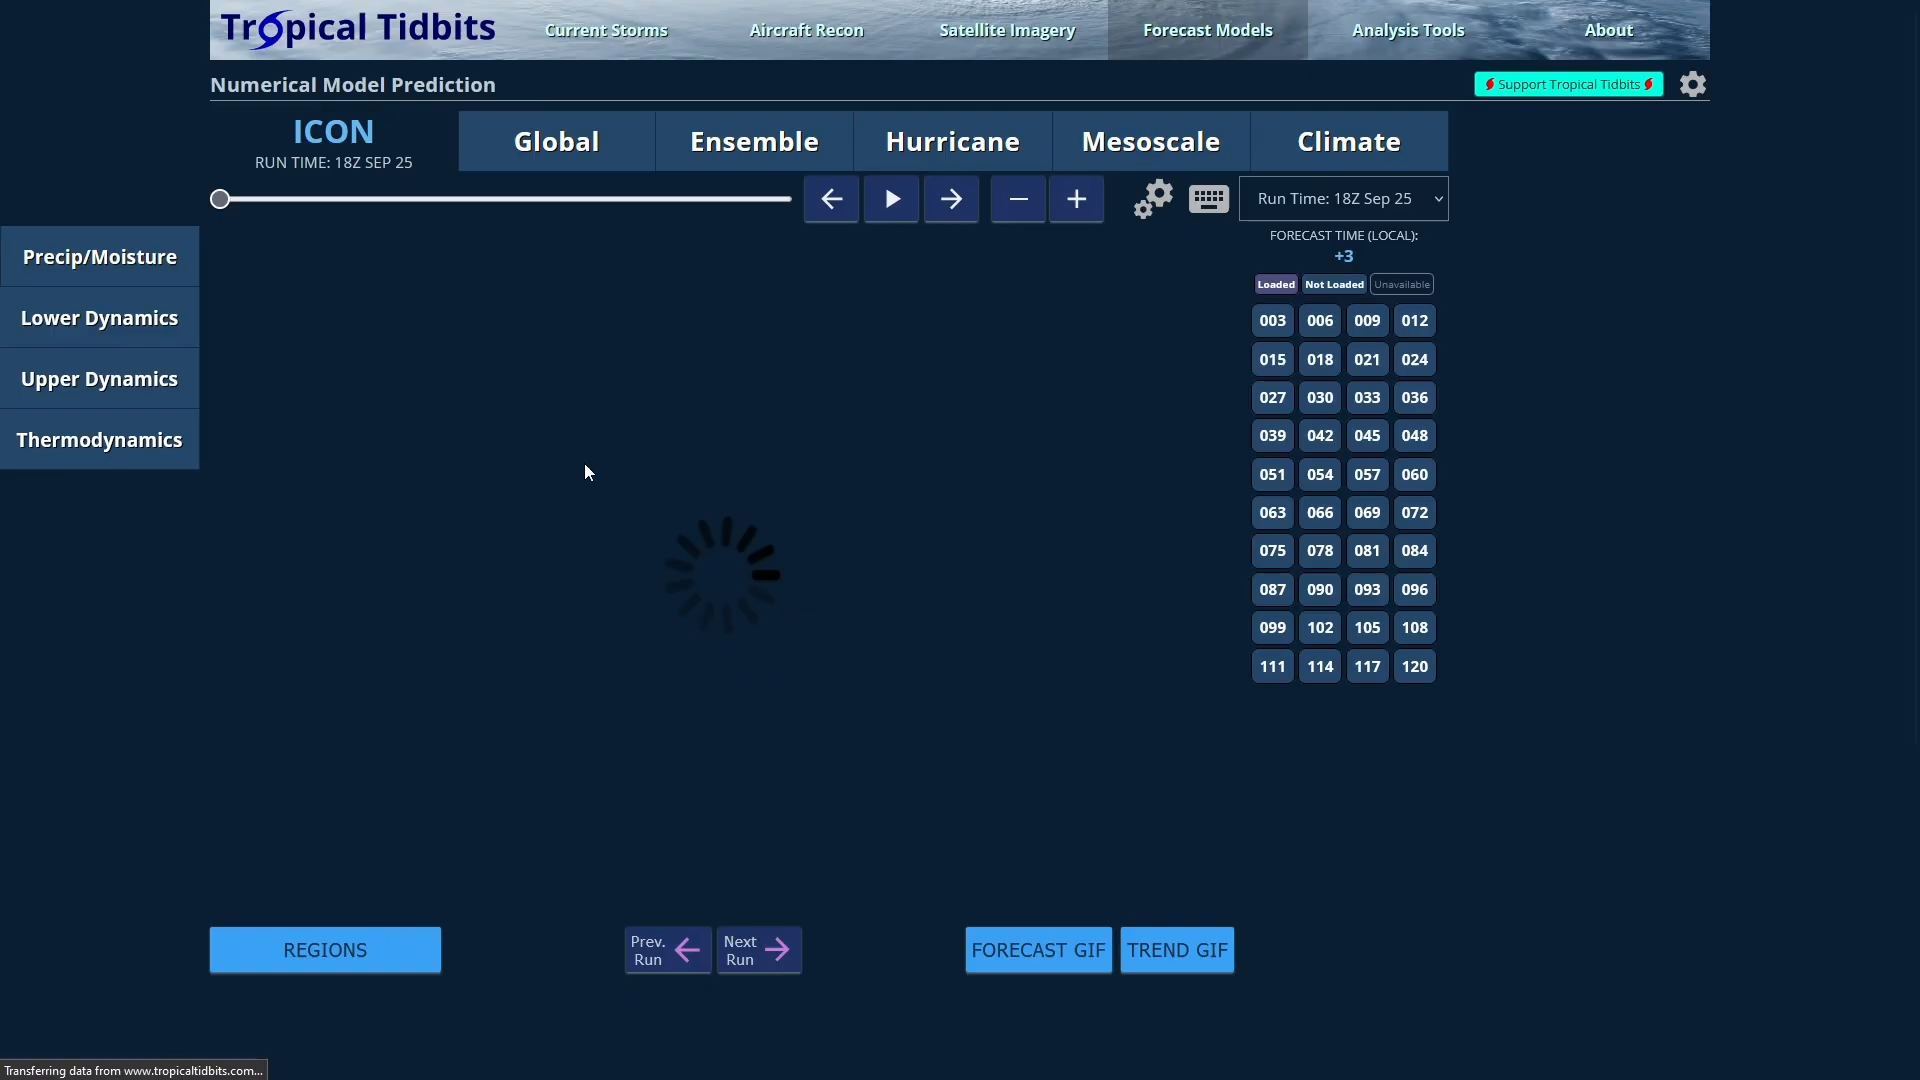 Tropical Tidbits
Current Storms
Aircraft Recon
Satellite Imagery
Forecast Models
Analysis Tools
About
Numerical Model Prediction
Support Tropical Tidbits
ICON
RUN TIME: 18Z SEP 25
Global
Ensemble
Hurricane
Mesoscale
Climate
Run Time: 18Z Sep 25
FORECAST TIME (LOCAL):
+3
Loaded Not Loaded Unavailable
003 006 009 012
015 018 021 024
027 030 033 036
039 042 045 048
051 054 057 060
063 066 069 072
075 078 081 084
087 090 093 096
099 102 105 108
111 114 117 120
Precip/Moisture
Lower Dynamics
Upper Dynamics
Thermodynamics
REGIONS
Prev.
Run
Next
Run
FORECAST GIF
TREND GIF
Transferring data from www.tropicaltidbits.com...